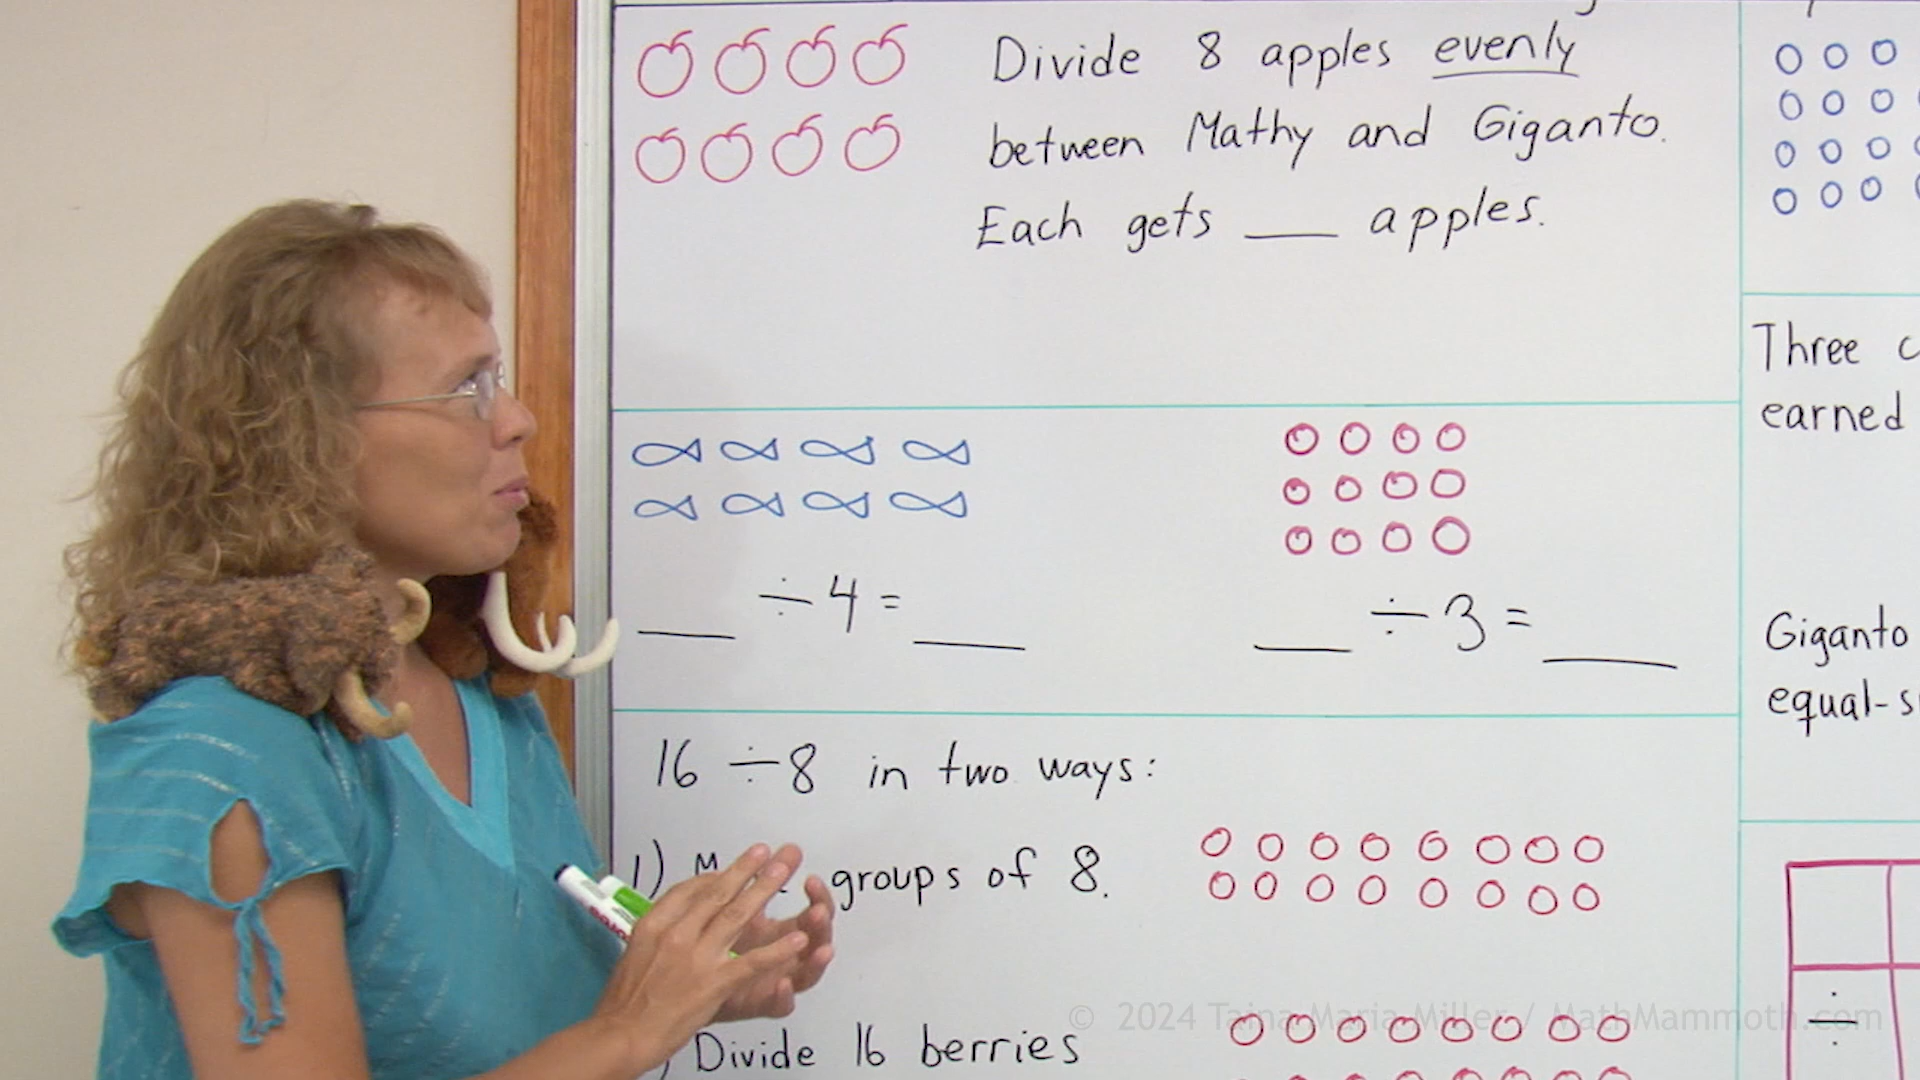 Divide 8 apples evenly
between Mathy and Giganto.
Each gets ___ apples.
___ ÷ 4 = ___
___ ÷ 3 = ___
16 ÷ 8 in two ways:
1) groups of 8.
Divide 16 berries
Three
earned
Giganto
equal-s
÷
© 2024 Taina Maria Miller / MathMammoth.com